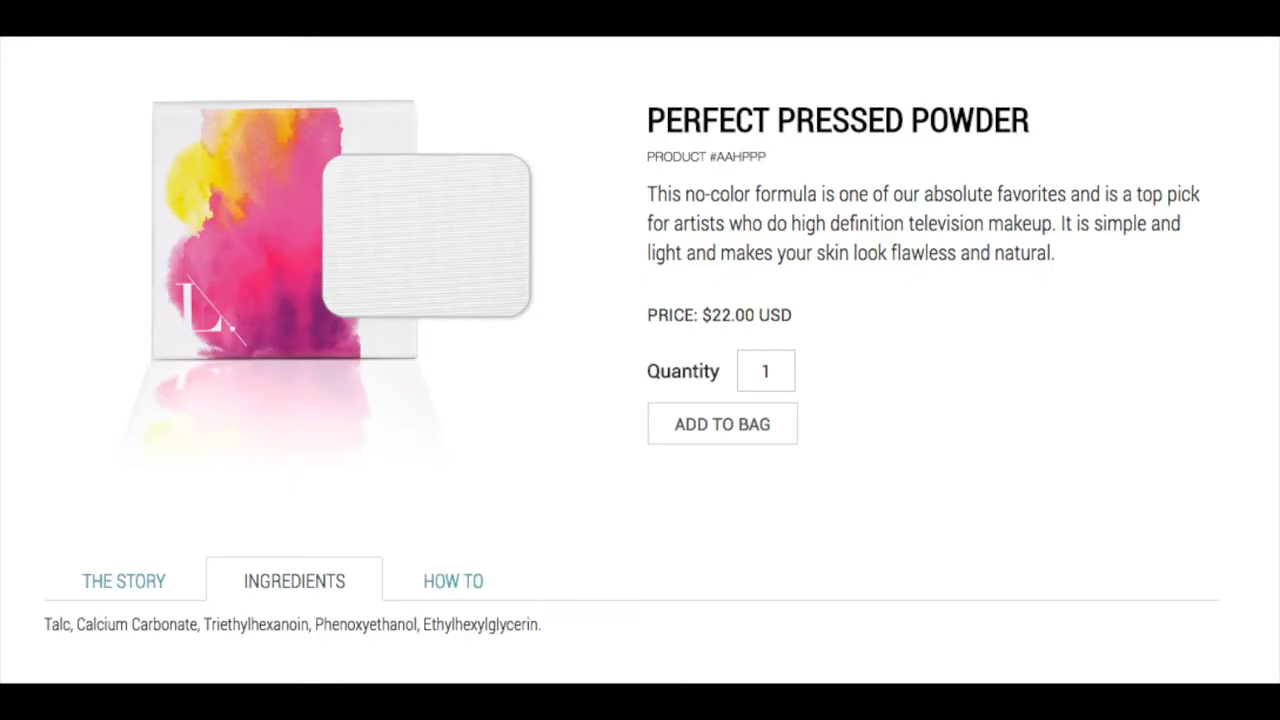 L.
PERFECT PRESSED POWDER
PRODUCT #AAHPPP
This no-color formula is one of our absolute favorites and is a top pick
for artists who do high definition television makeup. It is simple and
light and makes your skin look flawless and natural.
PRICE: $22.00 USD
Quantity 1
ADD TO BAG
THE STORY INGREDIENTS HOW TO
Talc, Calcium Carbonate, Triethylhexanoin, Phenoxyethanol, Ethylhexylglycerin.